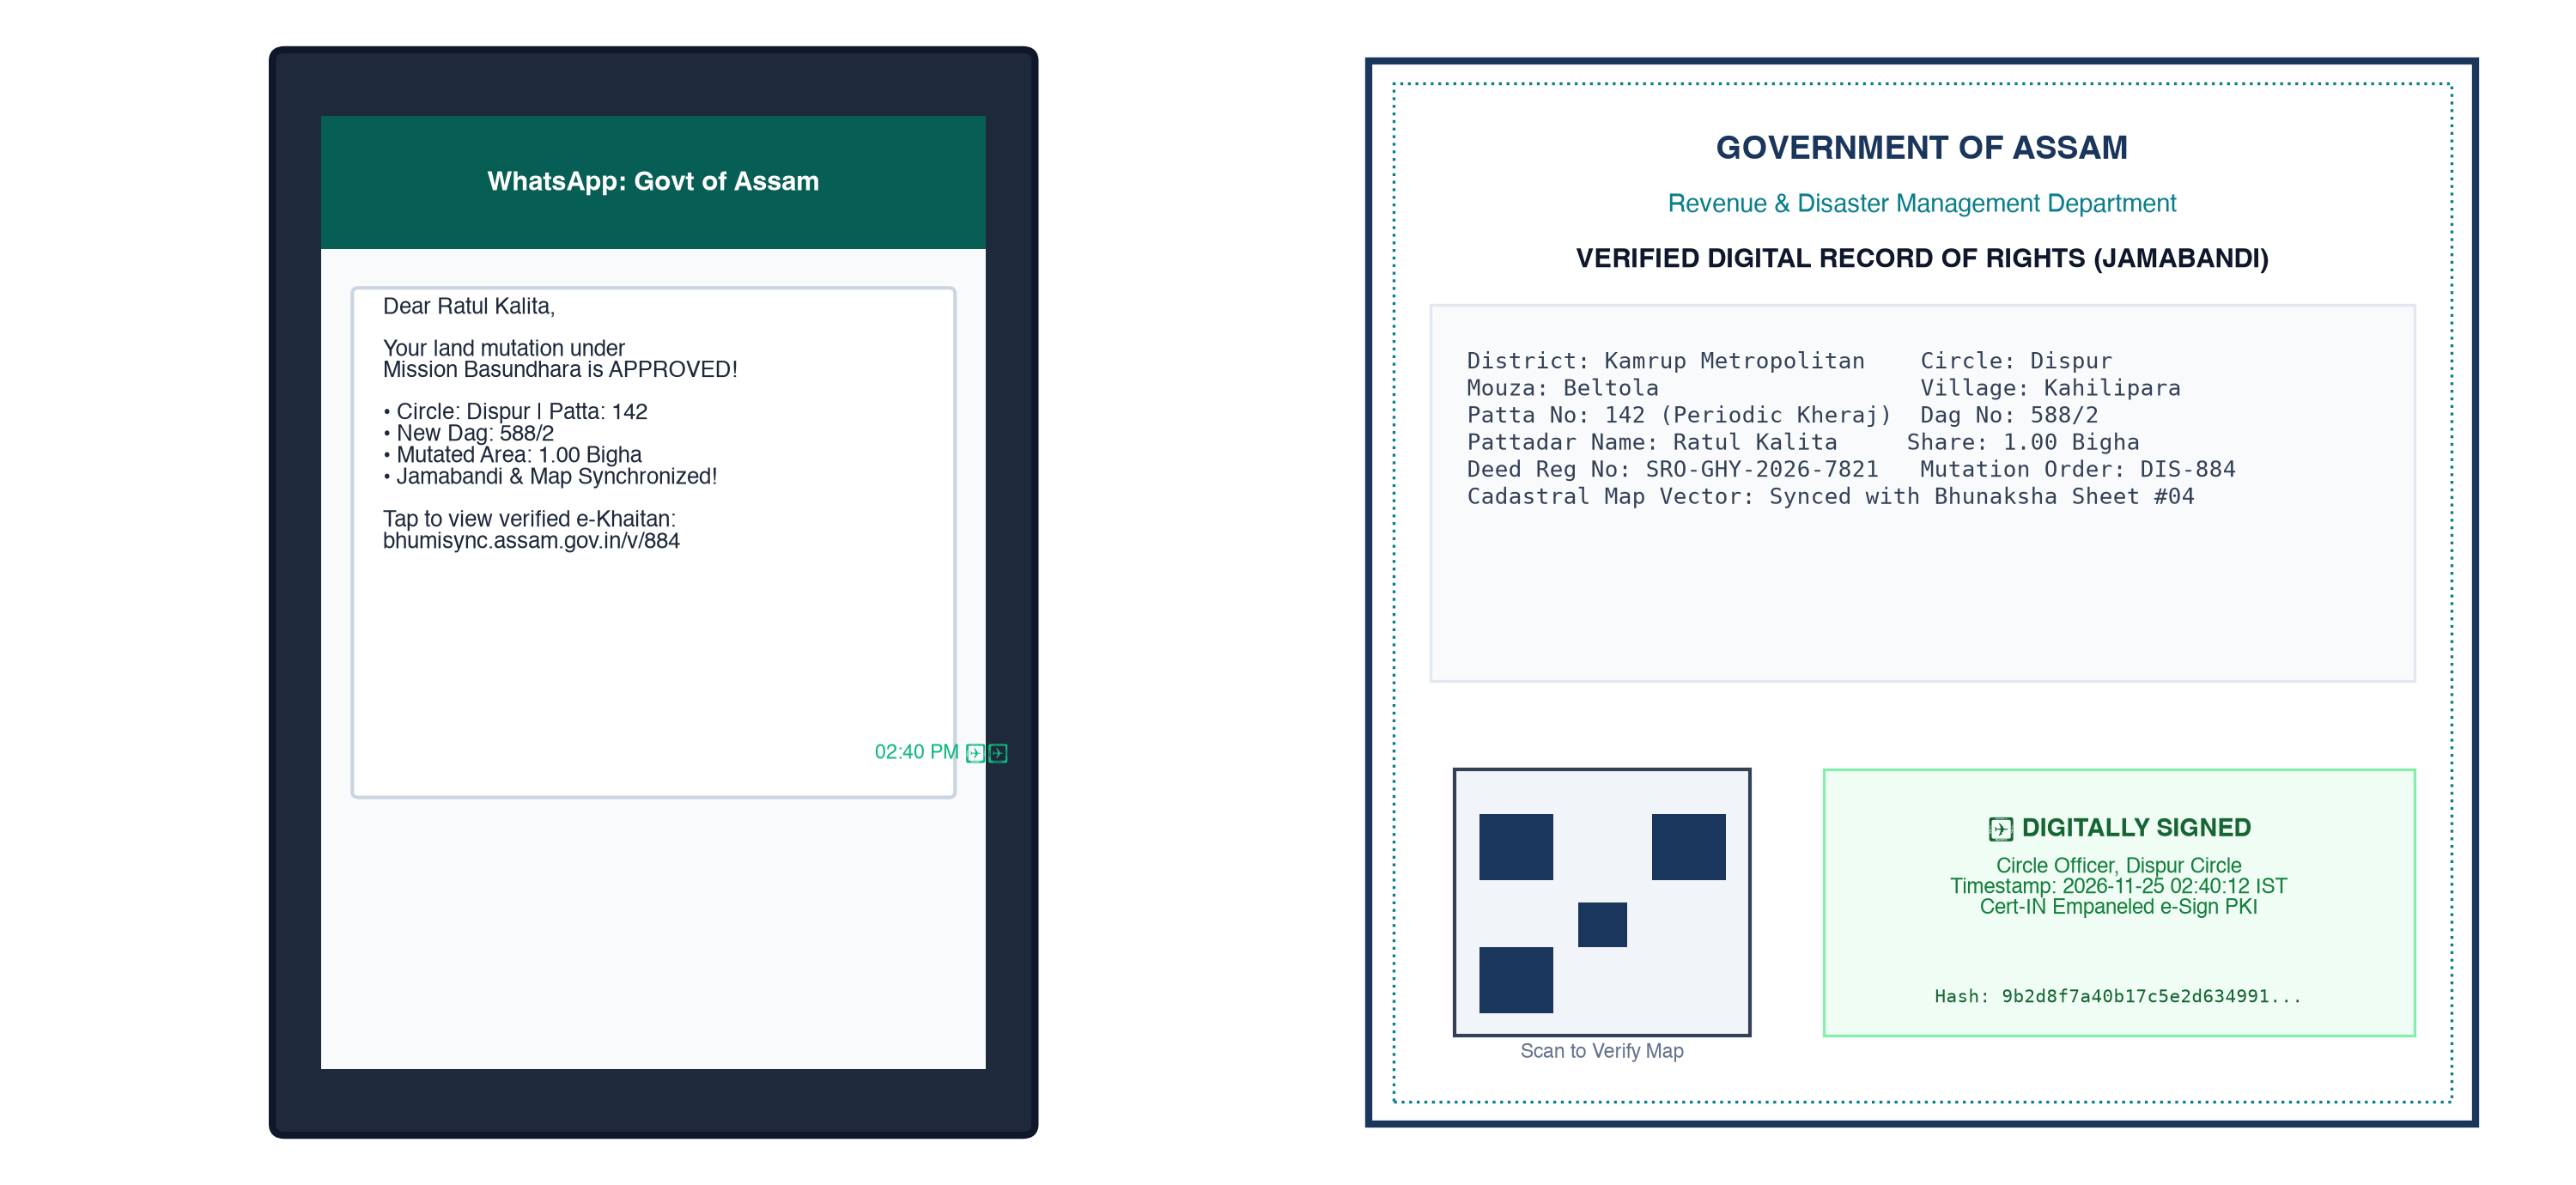 WhatsApp: Govt of Assam
Dear Ratul Kalita,
Your land mutation under
Mission Basundhara is APPROVED!
• Circle: Dispur | Patta: 142
• New Dag: 588/2
• Mutated Area: 1.00 Bigha
• Jamabandi & Map Synchronized!
Tap to view verified e-Khaitan:
bhumisync.assam.gov.in/v/884
02:40 PM
GOVERNMENT OF ASSAM
Revenue & Disaster Management Department
VERIFIED DIGITAL RECORD OF RIGHTS (JAMABANDI)
District: Kamrup Metropolitan    Circle: Dispur
Mouza: Beltola                   Village: Kahilipara
Patta No: 142 (Periodic Kheraj)  Dag No: 588/2
Pattadar Name: Ratul Kalita     Share: 1.00 Bigha
Deed Reg No: SRO-GHY-2026-7821   Mutation Order: DIS-884
Cadastral Map Vector: Synced with Bhunaksha Sheet #04
Scan to Verify Map
DIGITALLY SIGNED
Circle Officer, Dispur Circle
Timestamp: 2026-11-25 02:40:12 IST
Cert-IN Empaneled e-Sign PKI
Hash: 9b2d8f7a40b17c5e2d634991...